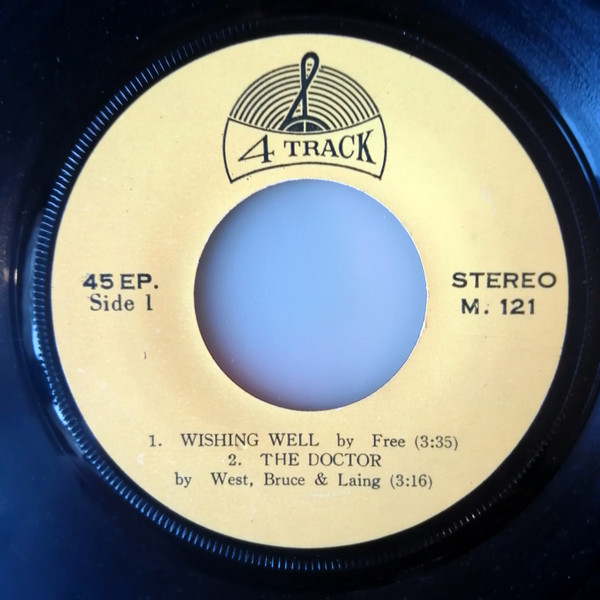 4 TRACK
45 EP.
Side 1
STEREO
M. 121
1. WISHING WELL by Free (3:35)
2. THE DOCTOR
by West, Bruce & Laing (3:16)